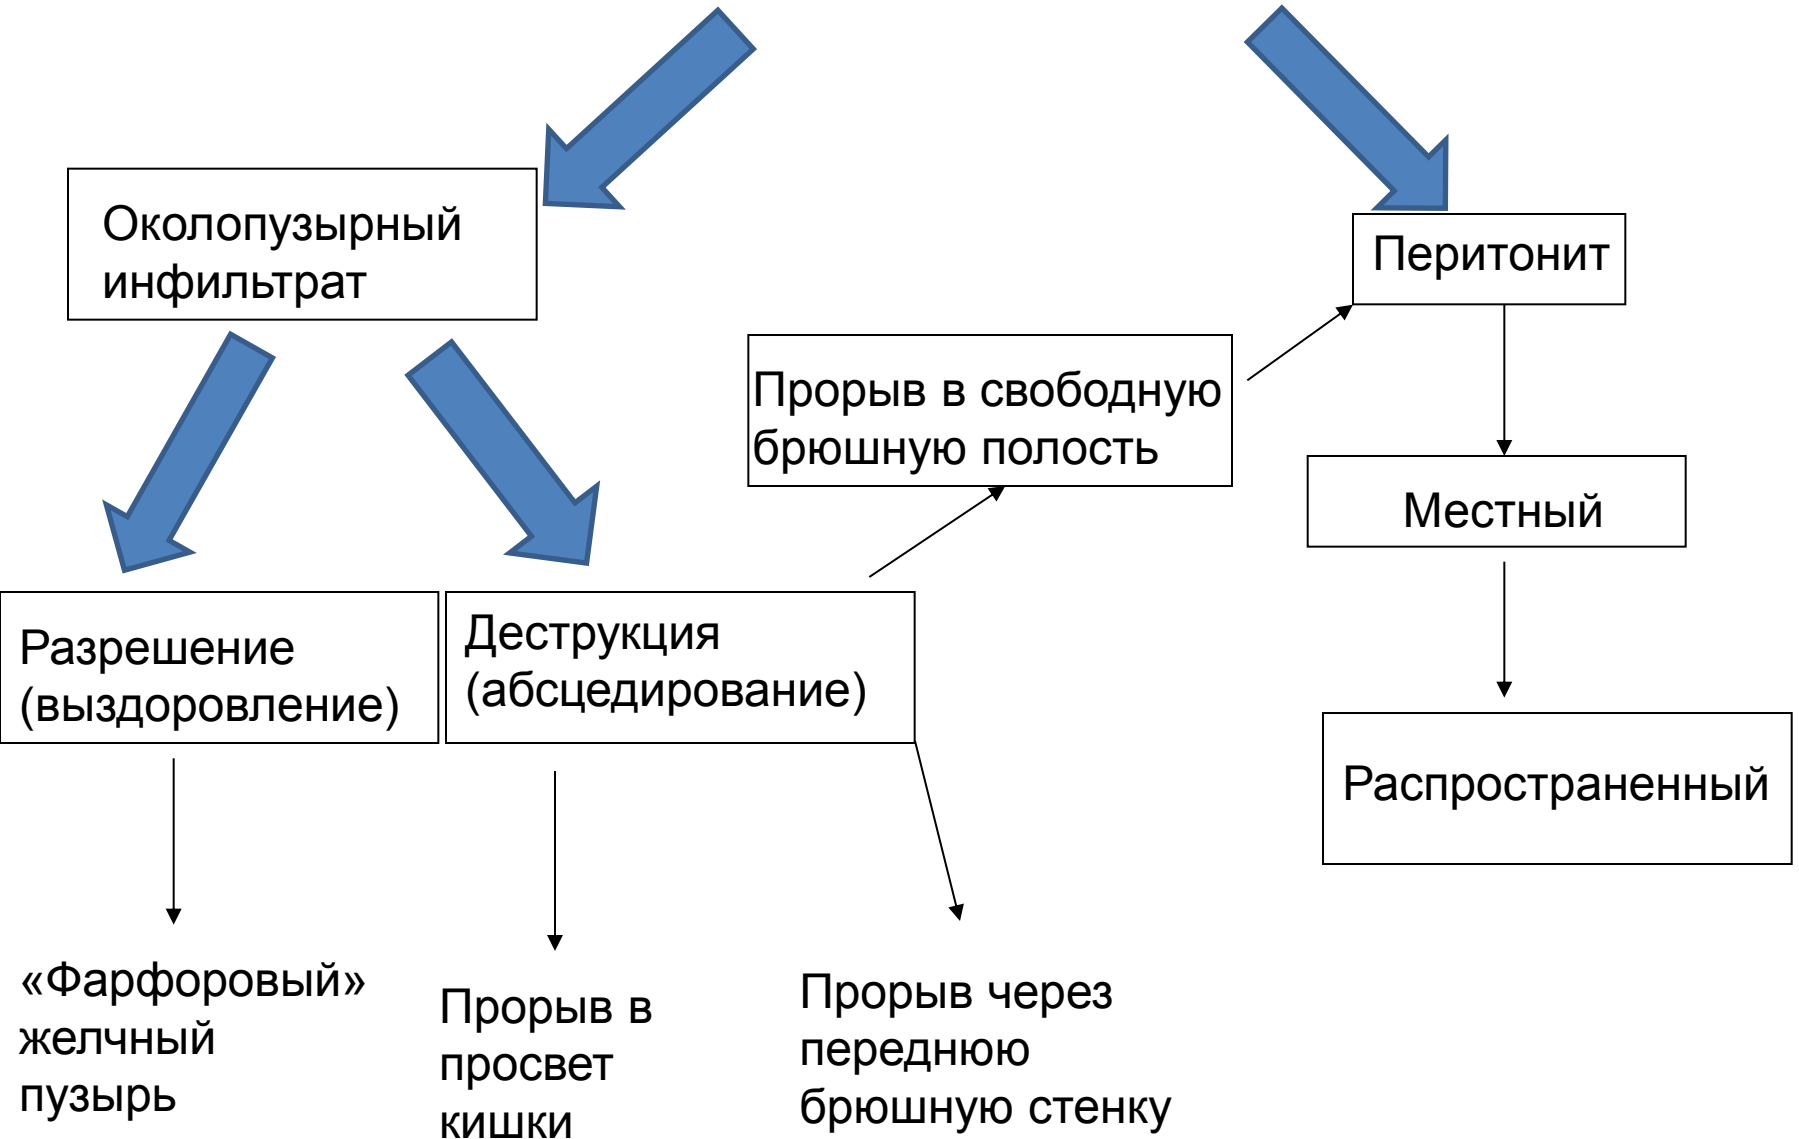 Околопузырный
инфильтрат
Перитонит
Прорыв в свободную
брюшную полость
Местный
Разрешение
(выздоровление)
Деструкция
(абсцедирование)
Распространенный
«Фарфоровый»
желчный
пузырь
Прорыв в
просвет
кишки
Прорыв через
переднюю
брюшную стенку